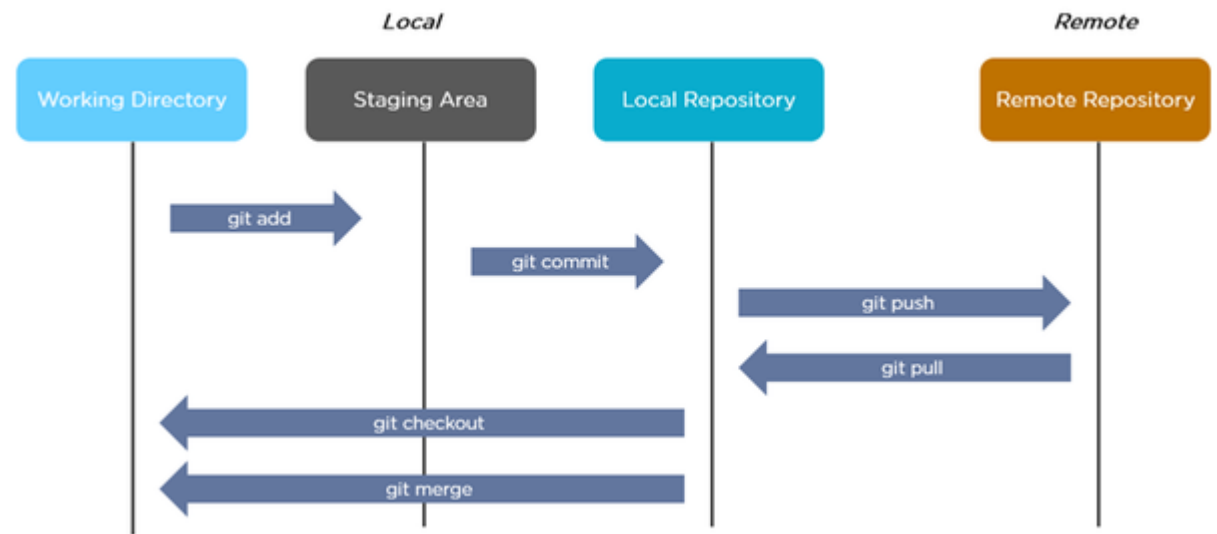 Local
Remote
Working Directory
Staging Area
Local Repository
Remote Repository
git add
git commit
git push
git pull
git checkout
git merge